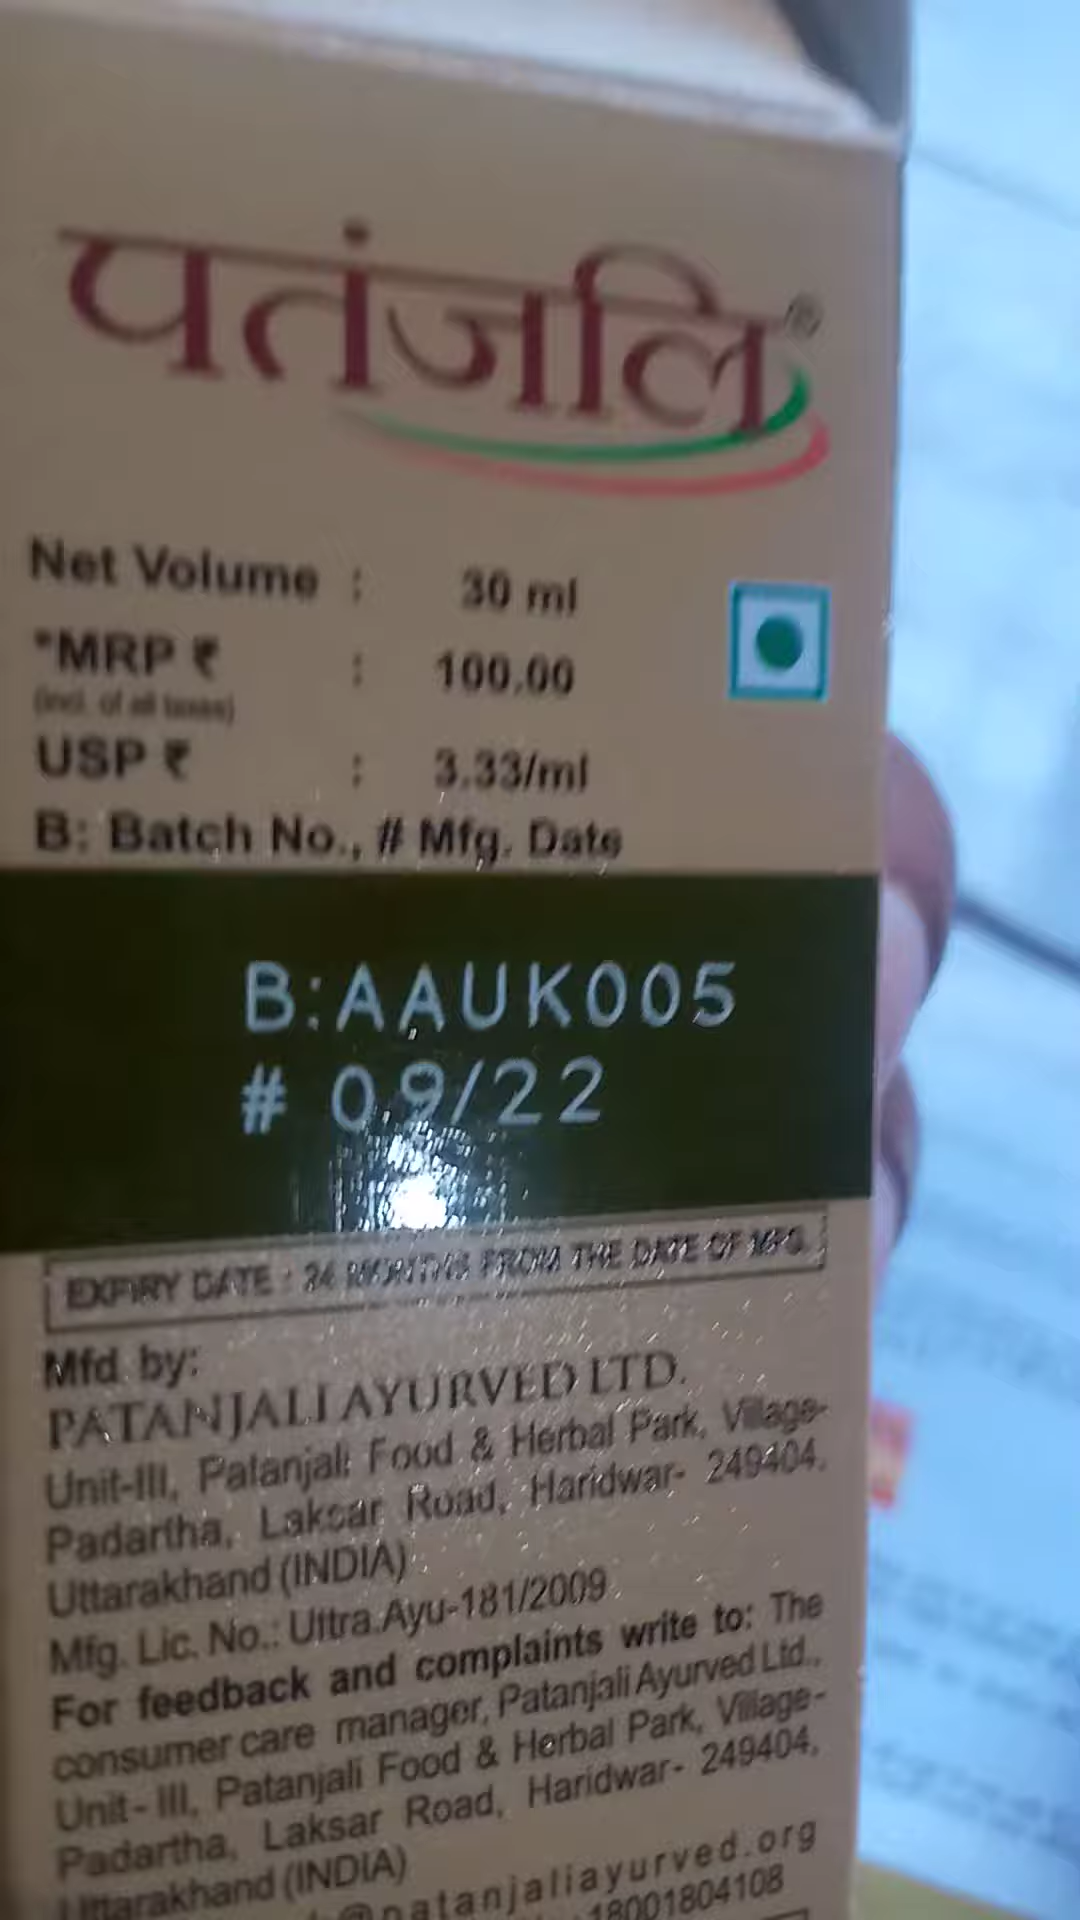 पतंजलि®
Net Volume : 30 ml
*MRP ₹ : 100.00
(incl. of all taxes)
USP ₹ : 3.33/ml
B: Batch No., # Mfg. Date
B:AAUK005
# 09/22
EXPIRY DATE : 24 MONTHS FROM THE DATE OF MFG.
Mfd. by:
PATANJALI AYURVED LTD.
Unit-III, Patanjali Food & Herbal Park, Village-
Padartha, Laksar Road, Haridwar- 249404,
Uttarakhand (INDIA)
Mfg. Lic. No.: Uttra.Ayu-181/2009
For feedback and complaints write to: The
consumer care manager, Patanjali Ayurved Ltd.,
Unit- III, Patanjali Food & Herbal Park, Village-
Padartha, Laksar Road, Haridwar- 249404,
Uttarakhand (INDIA)
@patanjaliayurved.org
18001804108